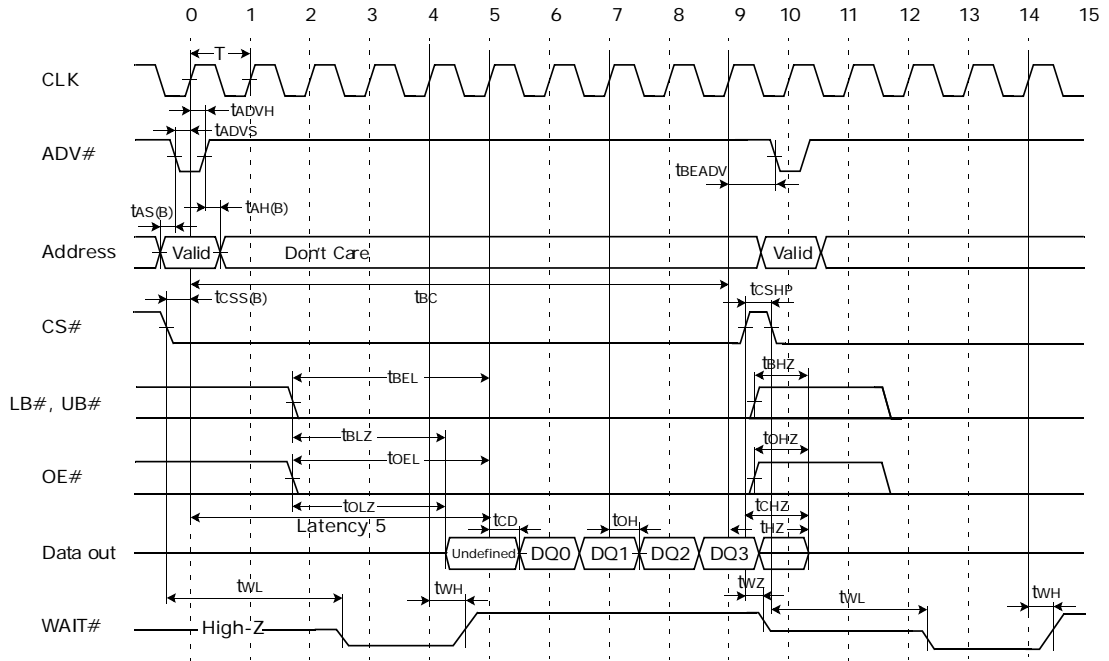 0 1 2 3 4 5 6 7 8 9 10 11 12 13 14 15
T
CLK
tADVH
tADVS
ADV#
tBEADV
tAS(B)
tAH(B)
Address
Valid
Don't Care
Valid
tCSS(B)
tBC
tCSHP
CS#
tBEL
tBHZ
LB#, UB#
tBLZ
tOHZ
tOEL
OE#
tOLZ
tCHZ
Latency 5
tCD
tOH
tHZ
Data out
Undefined
DQ0
DQ1
DQ2
DQ3
tWL
tWH
tWZ
tWL
tWH
WAIT#
High-Z